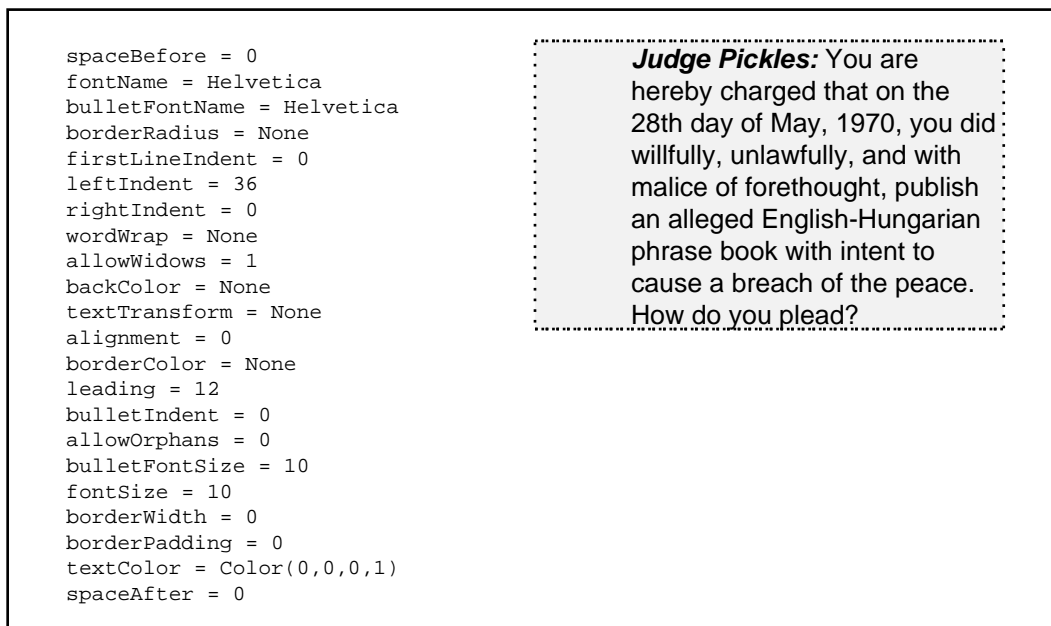 spaceBefore = 0
fontName = Helvetica
bulletFontName = Helvetica
borderRadius = None
firstLineIndent = 0
leftIndent = 36
rightIndent = 0
wordWrap = None
allowWidows = 1
backColor = None
textTransform = None
alignment = 0
borderColor = None
leading = 12
bulletIndent = 0
allowOrphans = 0
bulletFontSize = 10
fontSize = 10
borderWidth = 0
borderPadding = 0
textColor = Color(0,0,0,1)
spaceAfter = 0
Judge Pickles: You are
hereby charged that on the
28th day of May, 1970, you did
willfully, unlawfully, and with
malice of forethought, publish
an alleged English-Hungarian
phrase book with intent to
cause a breach of the peace.
How do you plead?